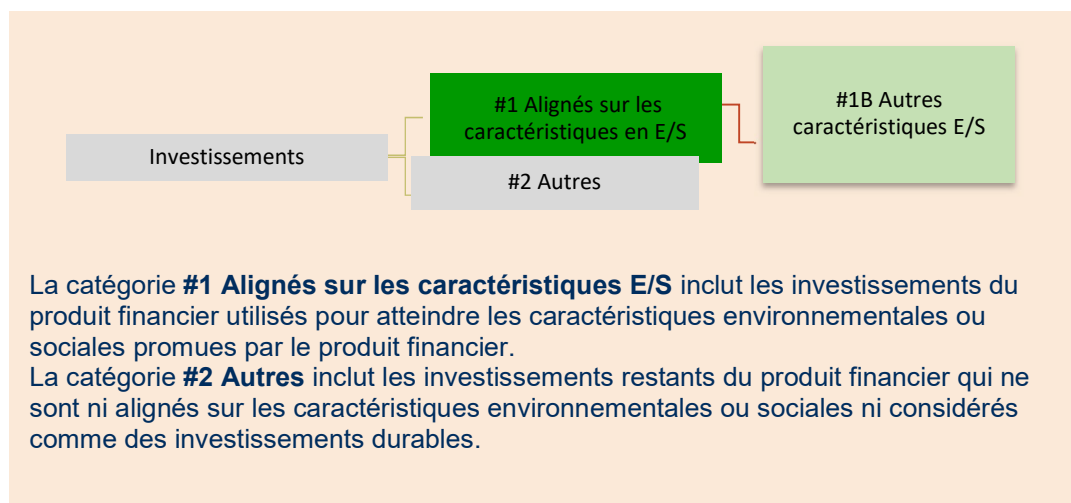 #1 Alignés sur les
caractéristiques en E/S
#1B Autres
caractéristiques E/S
Investissements
#2 Autres
La catégorie #1 Alignés sur les caractéristiques E/S inclut les investissements du
produit financier utilisés pour atteindre les caractéristiques environnementales ou
sociales promues par le produit financier.
La catégorie #2 Autres inclut les investissements restants du produit financier qui ne
sont ni alignés sur les caractéristiques environnementales ou sociales ni considérés
comme des investissements durables.